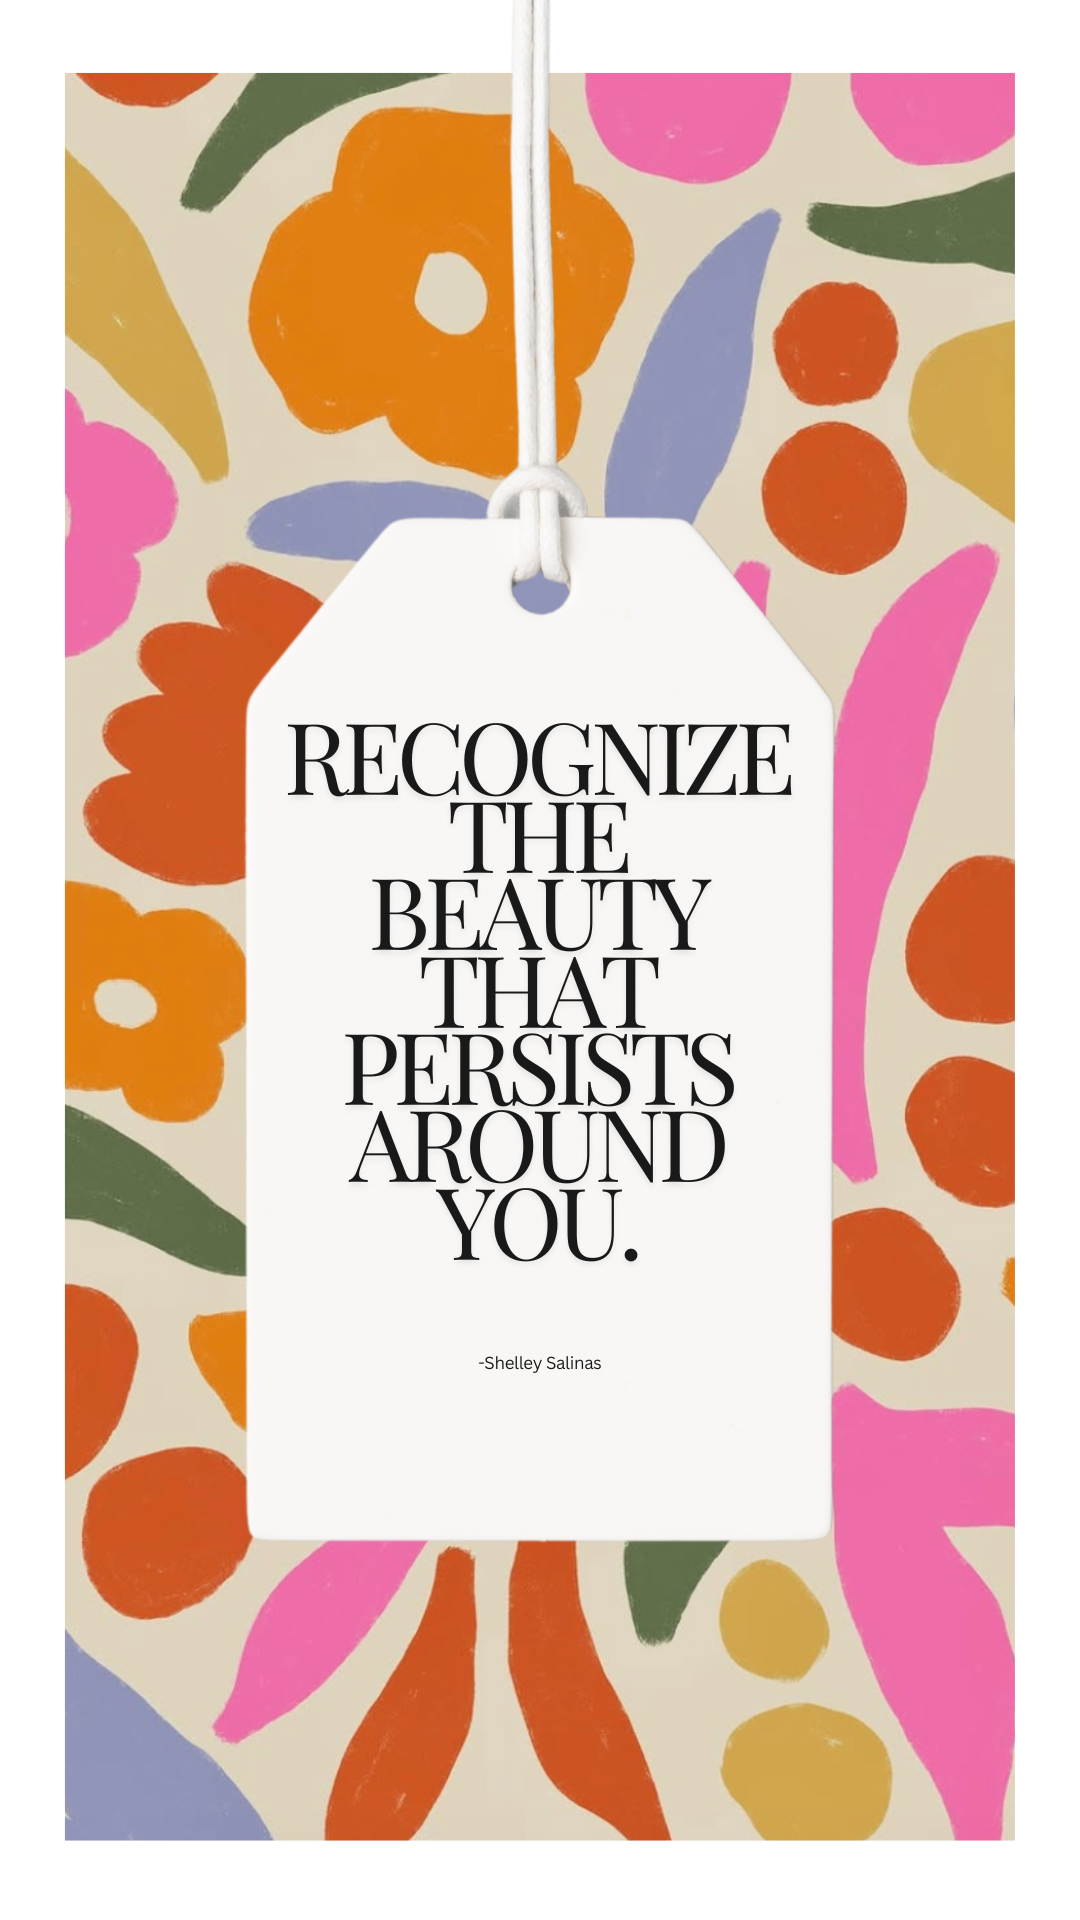 RECOGNIZE
THE
BEAUTY
THAT
PERSISTS
AROUND
YOU.
-Shelley Salinas